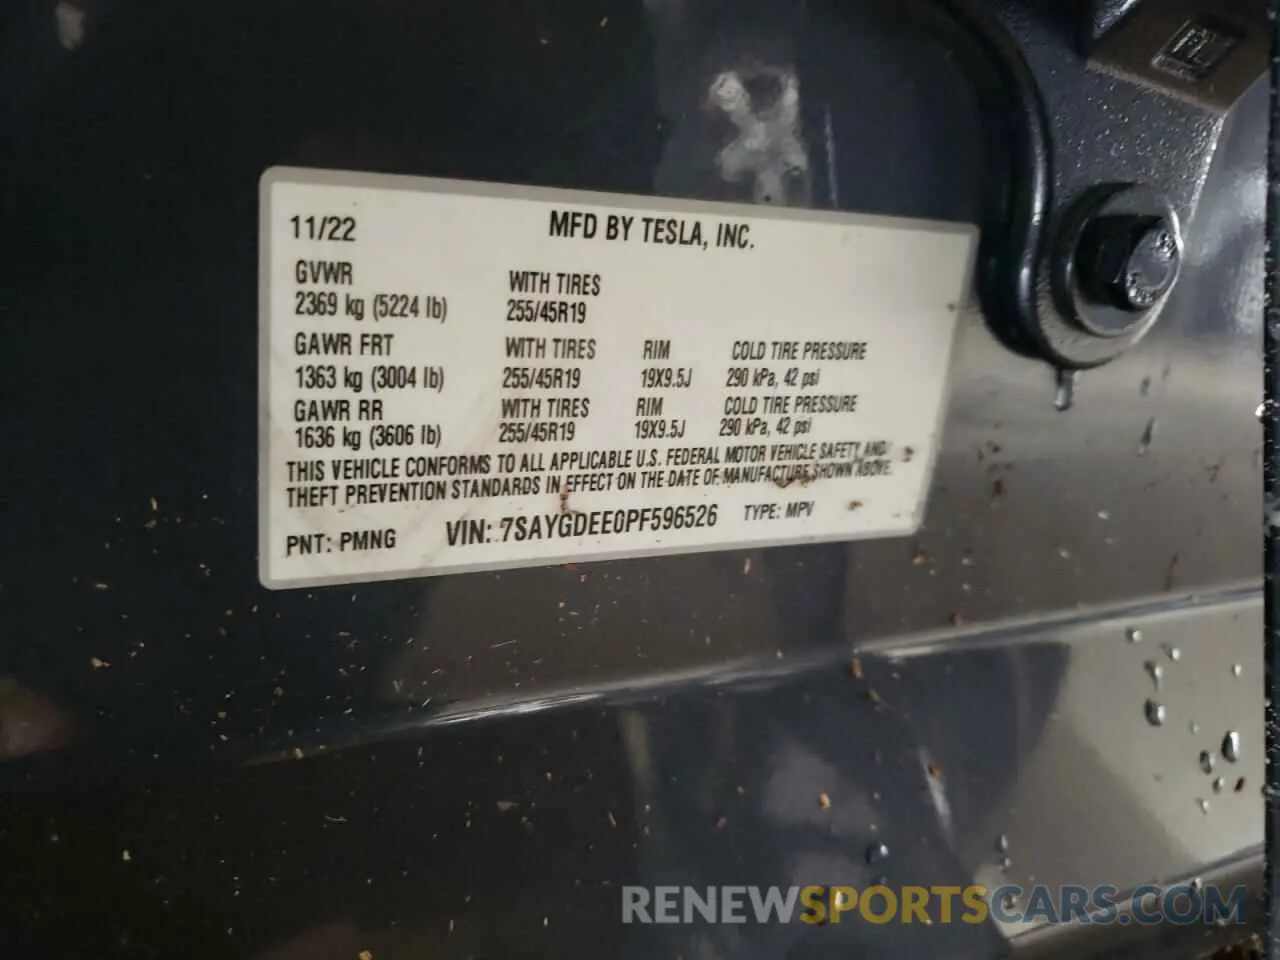 11/22 MFD BY TESLA, INC.
GVWR WITH TIRES
2369 kg (5224 lb) 255/45R19
GAWR FRT WITH TIRES RIM COLD TIRE PRESSURE
1363 kg (3004 lb) 255/45R19 19X9.5J 290 kPa, 42 psi
GAWR RR WITH TIRES RIM COLD TIRE PRESSURE
1636 kg (3606 lb) 255/45R19 19X9.5J 290 kPa, 42 psi
THIS VEHICLE CONFORMS TO ALL APPLICABLE U.S. FEDERAL MOTOR VEHICLE SAFETY AND
THEFT PREVENTION STANDARDS IN EFFECT ON THE DATE OF MANUFACTURE SHOWN ABOVE.
PNT: PMNG VIN: 7SAYGDEE0PF596526 TYPE: MPV
RENEWSPORTSCARS.COM